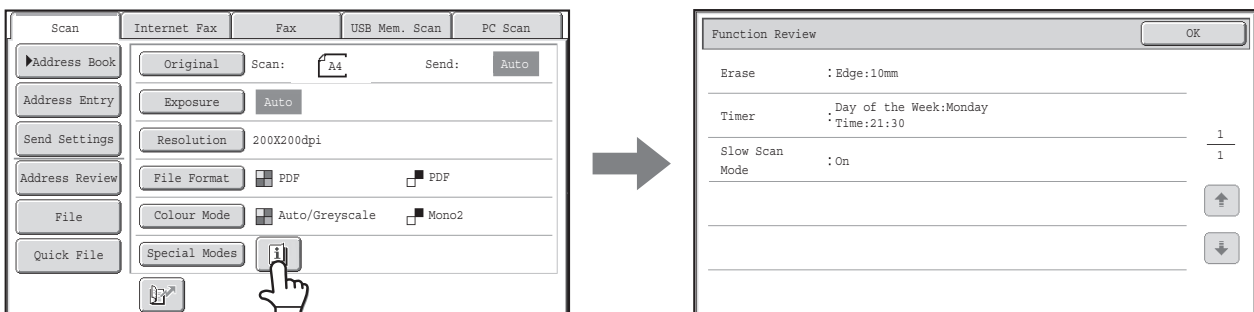 Scan Internet Fax Fax USB Mem. Scan PC Scan
Address Book Original Scan: A4 Send: Auto
Address Entry Exposure Auto
Send Settings Resolution 200X200dpi
Address Review File Format PDF PDF
File Colour Mode Auto/Greyscale Mono2
Quick File Special Modes
Function Review OK
Erase : Edge:10mm
Timer : Day of the Week:Monday
Time:21:30
Slow Scan
Mode : On
1
1